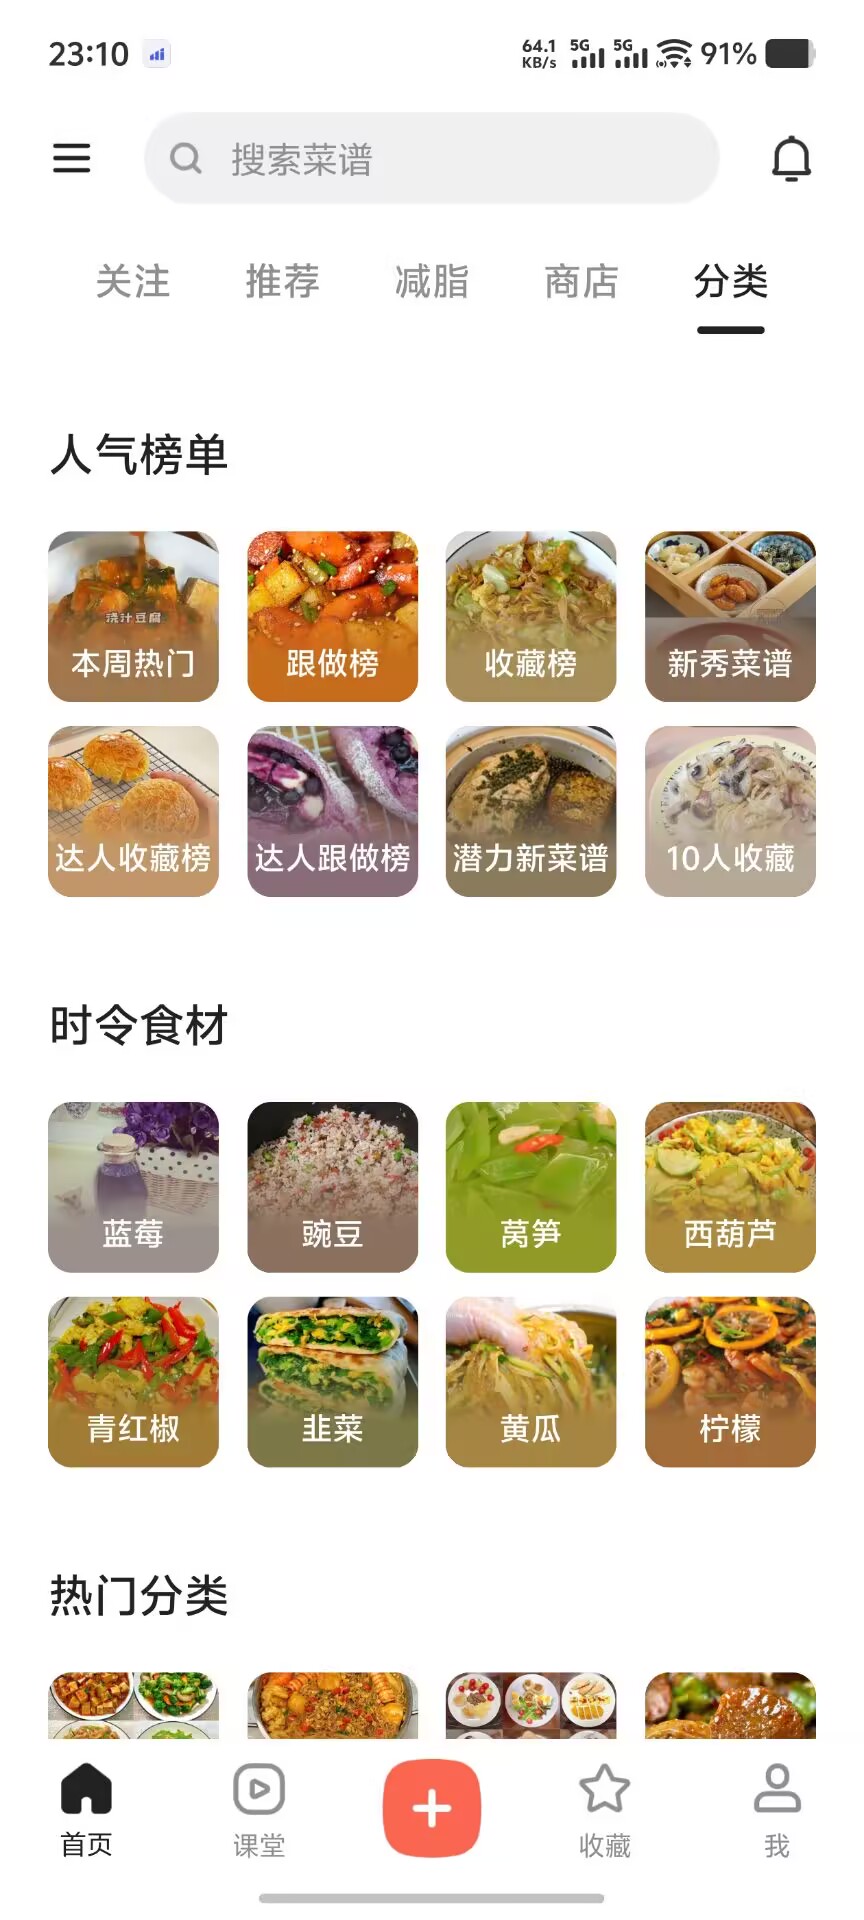 23:10
64.1 KB/s 5G 5G 91%
搜索菜谱
关注 推荐 减脂 商店 分类
人气榜单
浇汁豆腐
本周热门 跟做榜 收藏榜 新秀菜谱
达人收藏榜 达人跟做榜 潜力新菜谱 10人收藏
时令食材
蓝莓 豌豆 莴笋 西葫芦
青红椒 韭菜 黄瓜 柠檬
热门分类
首页 课堂 收藏 我